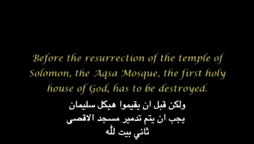 Before the resurrection of the temple of
Solomon, the Aqsa Mosque, the first holy
house of God, has to be destroyed.
ولكن قبل ان يقيموا هيكل سليمان
يجب ان يتم تدمير مسجد الاقصى
ثاني بيت لله